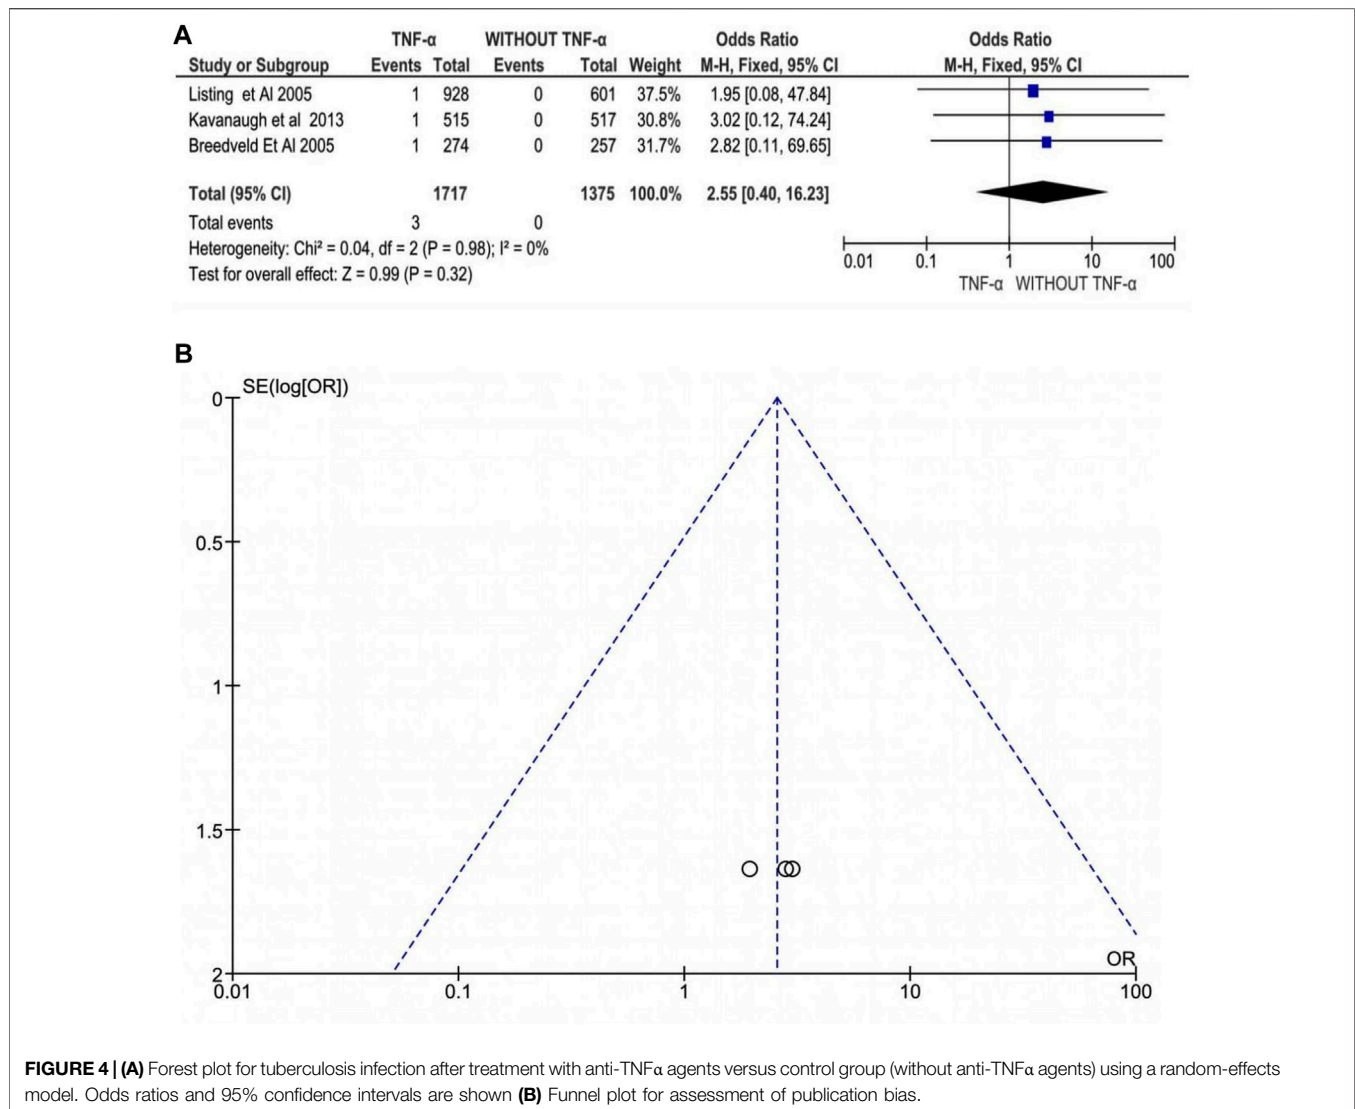 A
TNF-α WITHOUT TNF-α Odds Ratio Odds Ratio
Study or Subgroup Events Total Events Total Weight M-H, Fixed, 95% CI M-H, Fixed, 95% CI
Listing et Al 2005 1 928 0 601 37.5% 1.95 [0.08, 47.84]
Kavanaugh et al 2013 1 515 0 517 30.8% 3.02 [0.12, 74.24]
Breedveld Et Al 2005 1 274 0 257 31.7% 2.82 [0.11, 69.65]
Total (95% CI) 1717 1375 100.0% 2.55 [0.40, 16.23]
Total events 3 0
Heterogeneity: Chi² = 0.04, df = 2 (P = 0.98); I² = 0%
Test for overall effect: Z = 0.99 (P = 0.32)
0.01 0.1 1 10 100
TNF-α WITHOUT TNF-α
B
SE(log[OR])
0
0.5
1
1.5
2
OR
0.01 0.1 1 10 100
FIGURE 4 | (A) Forest plot for tuberculosis infection after treatment with anti-TNFα agents versus control group (without anti-TNFα agents) using a random-effects
model. Odds ratios and 95% confidence intervals are shown (B) Funnel plot for assessment of publication bias.